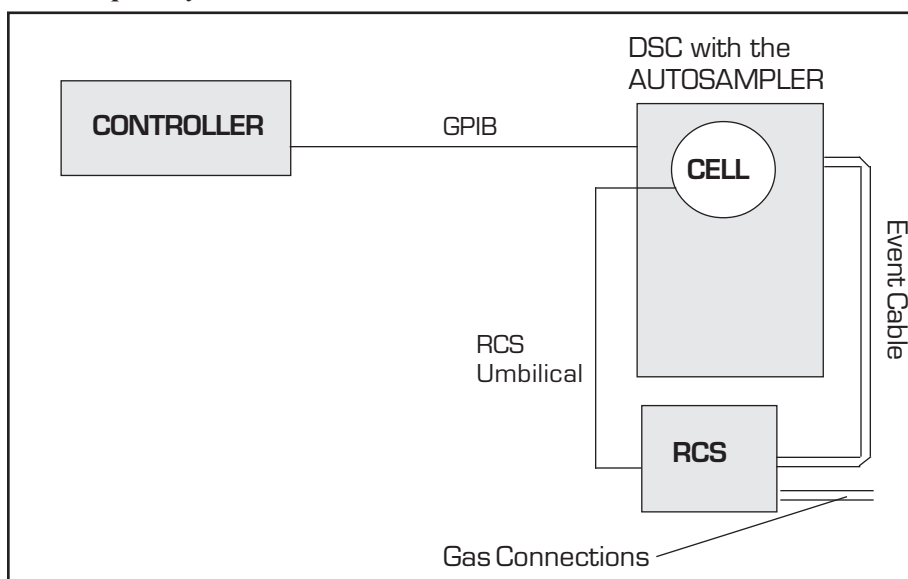 DSC with the
AUTOSAMPLER
CONTROLLER
GPIB
CELL
Event Cable
RCS
Umbilical
RCS
Gas Connections